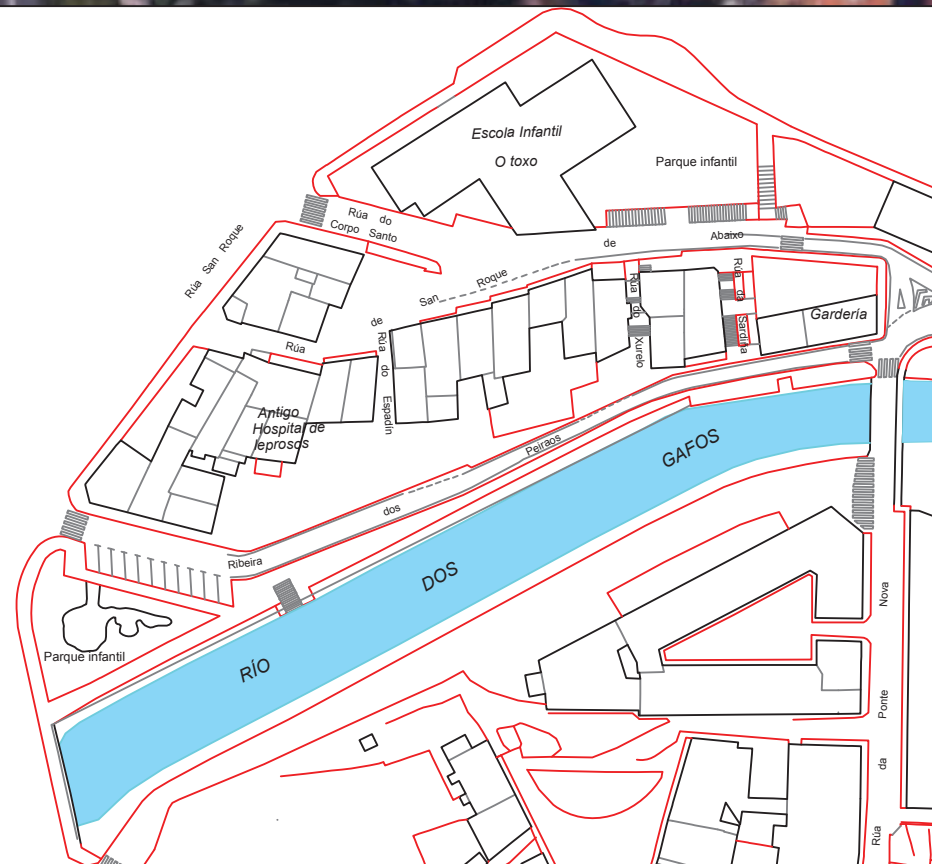 Escola Infantil
O toxo
Parque infantil
Rúa do
Corpo Santo
Rúa San Roque
Rúa de San Roque de Abaixo
Rúa do Xurelo
Rúa da Sardiña
Gardería
Rúa do Espadín
Antigo
Hospital de
leprosos
Ribeira dos Peiraos
RÍO DOS GAFOS
Parque infantil
Rúa da Ponte Nova